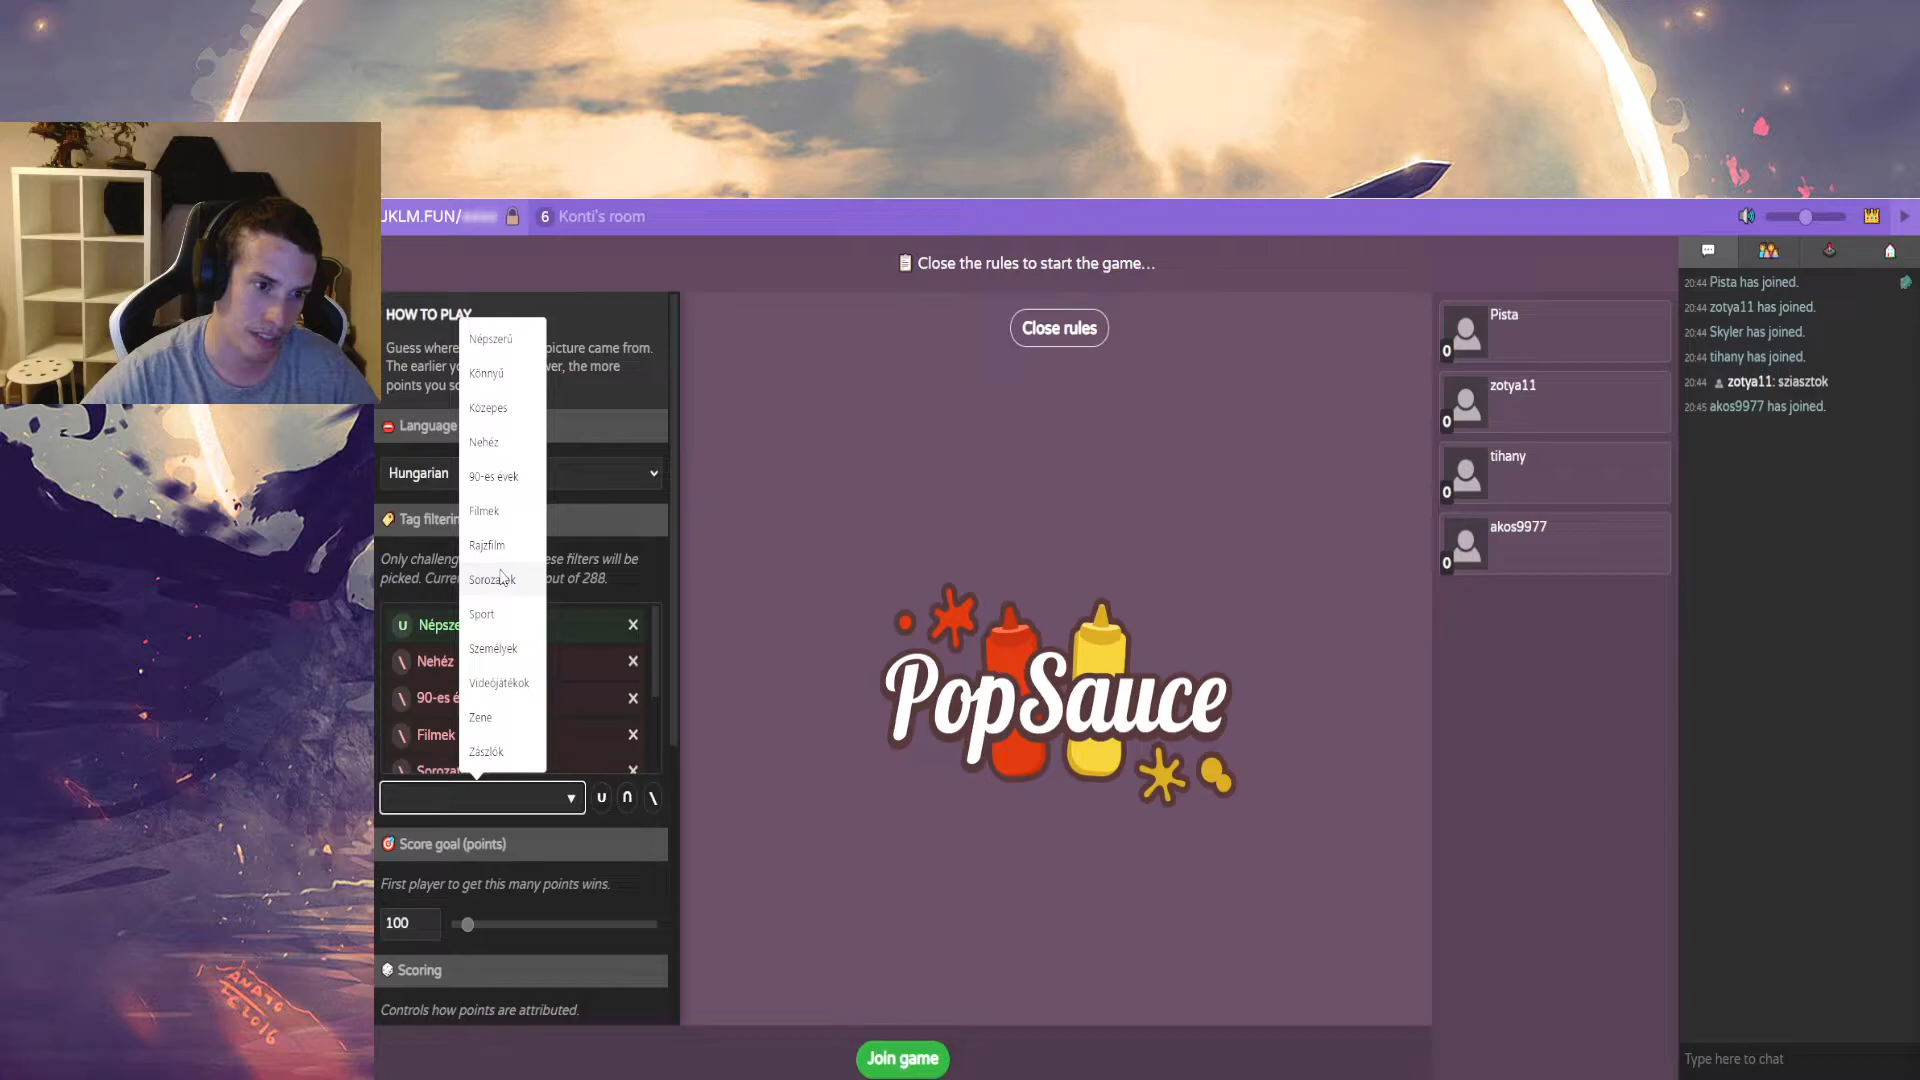 JKLM.FUN/
6 Konti's room
Close the rules to start the game...
HOW TO PLAY
Guess where picture came from.
The earlier wer, the more
points you
Language
Hungarian
Tag filtering
Only challeng ese filters will be
picked. Curre out of 288.
Népszerű
Könnyű
Közepes
Nehéz
90-es évek
Filmek
Rajzfilm
Sorozatok
Sport
Személyek
Videójátékok
Zene
Zászlók
U Népsze X
\ Nehéz X
\ 90-es é X
\ Filmek X
\ Soroza X
∪ ∩ \
Score goal (points)
First player to get this many points wins.
100
Scoring
Controls how points are attributed.
Close rules
PopSauce
Join game
Pista
0
zotya11
0
tihany
0
akos9977
0
20:44 Pista has joined.
20:44 zotya11 has joined.
20:44 Skyler has joined.
20:44 tihany has joined.
20:44 zotya11: sziasztok
20:45 akos9977 has joined.
Type here to chat
ANATO
2016